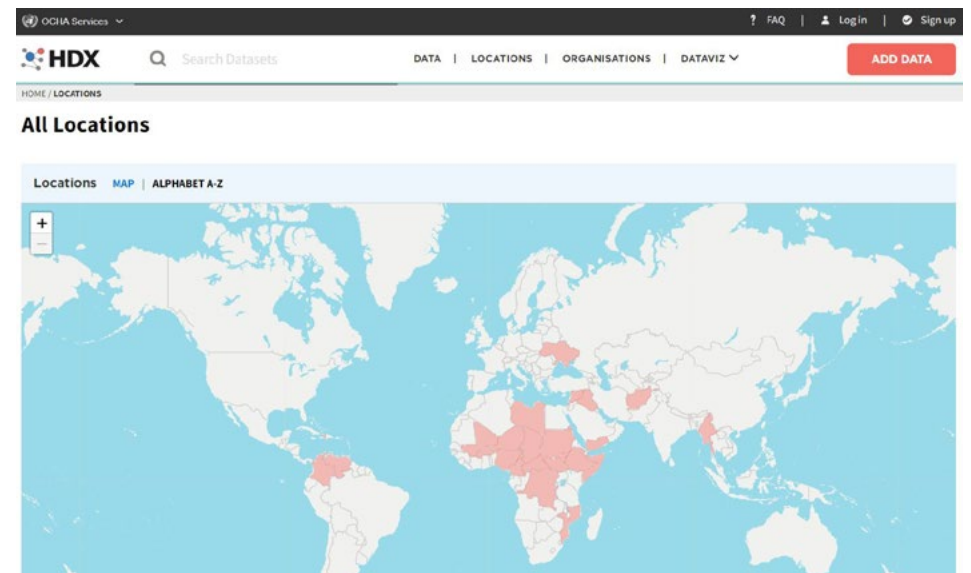 OCHA Services
? FAQ | Login | Sign up
HDX
Search Datasets
DATA | LOCATIONS | ORGANISATIONS | DATAVIZ
ADD DATA
HOME / LOCATIONS
All Locations
Locations MAP | ALPHABET A-Z
+
−